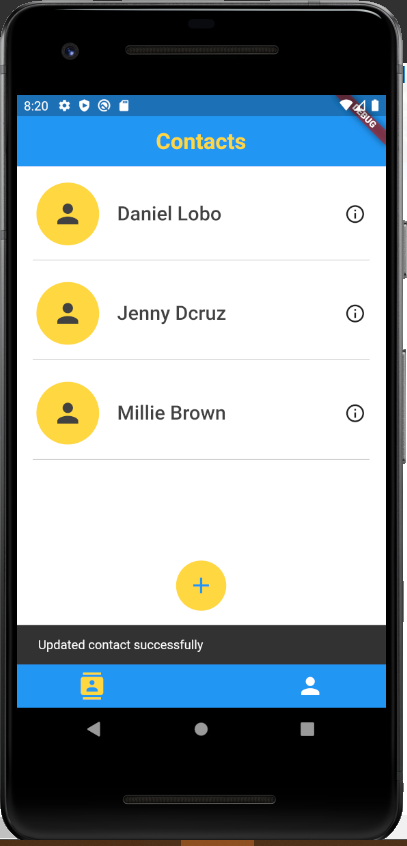 8:20
DEBUG
Contacts
Daniel Lobo
Jenny Dcruz
Millie Brown
+
Updated contact successfully